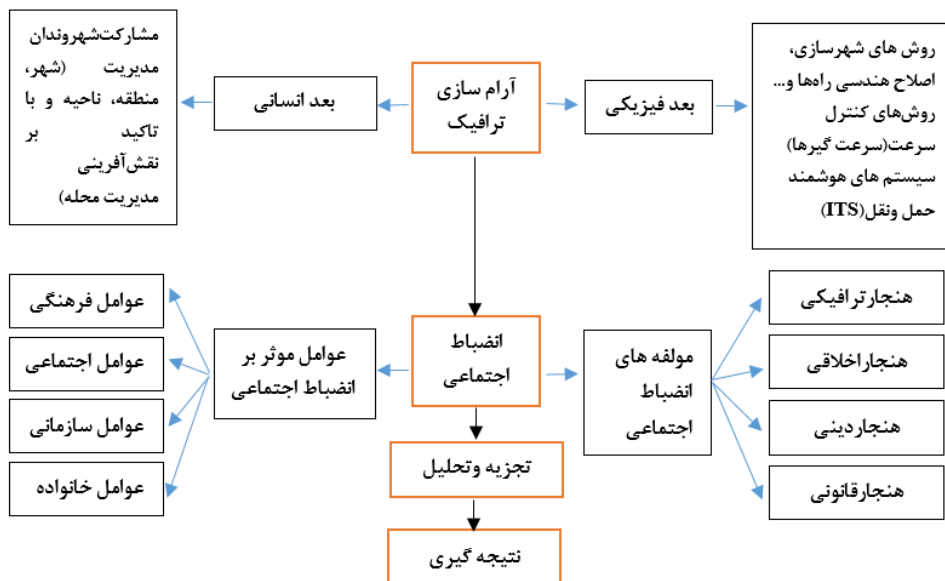 روش های شهرسازی،
اصلاح هندسی راه‌ها و...
روش‌های کنترل
سرعت(سرعت گیرها)
سیستم های هوشمند
حمل ونقل(ITS)
بعد فیزیکی
آرام سازی
ترافیک
بعد انسانی
مشارکت‌شهروندان
مدیریت (شهر،
منطقه، ناحیه و با
تاکید بر
نقش‌آفرینی
مدیریت محله)
هنجارترافیکی
هنجاراخلاقی
هنجاردینی
هنجارقانونی
مولفه های
انضباط
اجتماعی
انضباط
اجتماعی
عوامل موثر بر
انضباط اجتماعی
عوامل فرهنگی
عوامل اجتماعی
عوامل سازمانی
عوامل خانواده
تجزیه وتحلیل
نتیجه گیری